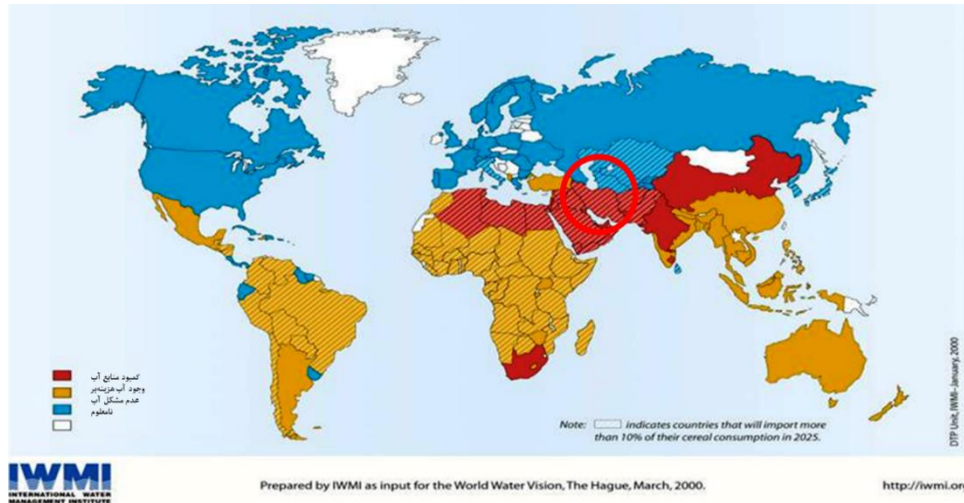 کمبود منابع آب
وجود آب هزینه‌بر
عدم مشکل آب
نامعلوم
Note: indicates countries that will import more
than 10% of their cereal consumption in 2025.
DTP Unit, IWMI-January, 2000
IWMI
INTERNATIONAL WATER
MANAGEMENT INSTITUTE
Prepared by IWMI as input for the World Water Vision, The Hague, March, 2000.
http://iwmi.org